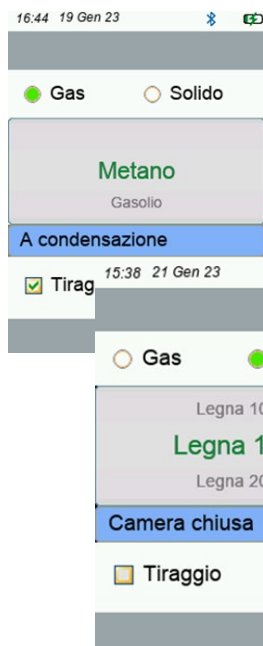 16:44 19 Gen 23
Gas Solido
Metano
Gasolio
A condensazione
Tirag
15:38 21 Gen 23
Gas
Legna 10
Legna 1
Legna 20
Camera chiusa
Tiraggio